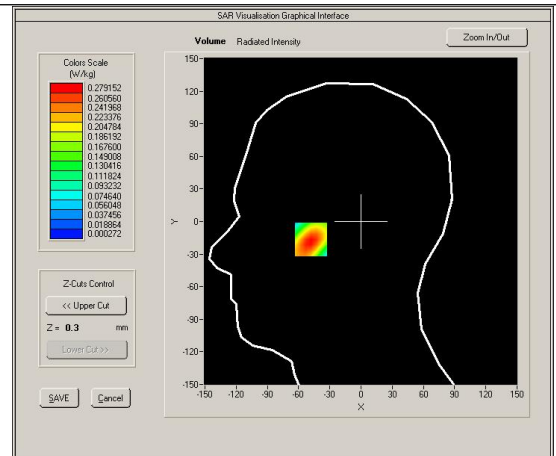 SAR Visualisation Graphical Interface
Volume Radiated Intensity
Zoom In/Out
Colors Scale
(W/kg)
0.279152
0.260560
0.241968
0.223376
0.204784
0.186192
0.167600
0.149008
0.130416
0.111824
0.093232
0.074640
0.056048
0.037456
0.018864
0.000272
Z-Cuts Control
<< Upper Cut
Z = 0.3 mm
Lower Cut >>
SAVE Cancel
150
120
90
60
30
0
-30
-60
-90
-120
-150
Y
-150 -120 -90 -60 -30 0 30 60 90 120 150
X